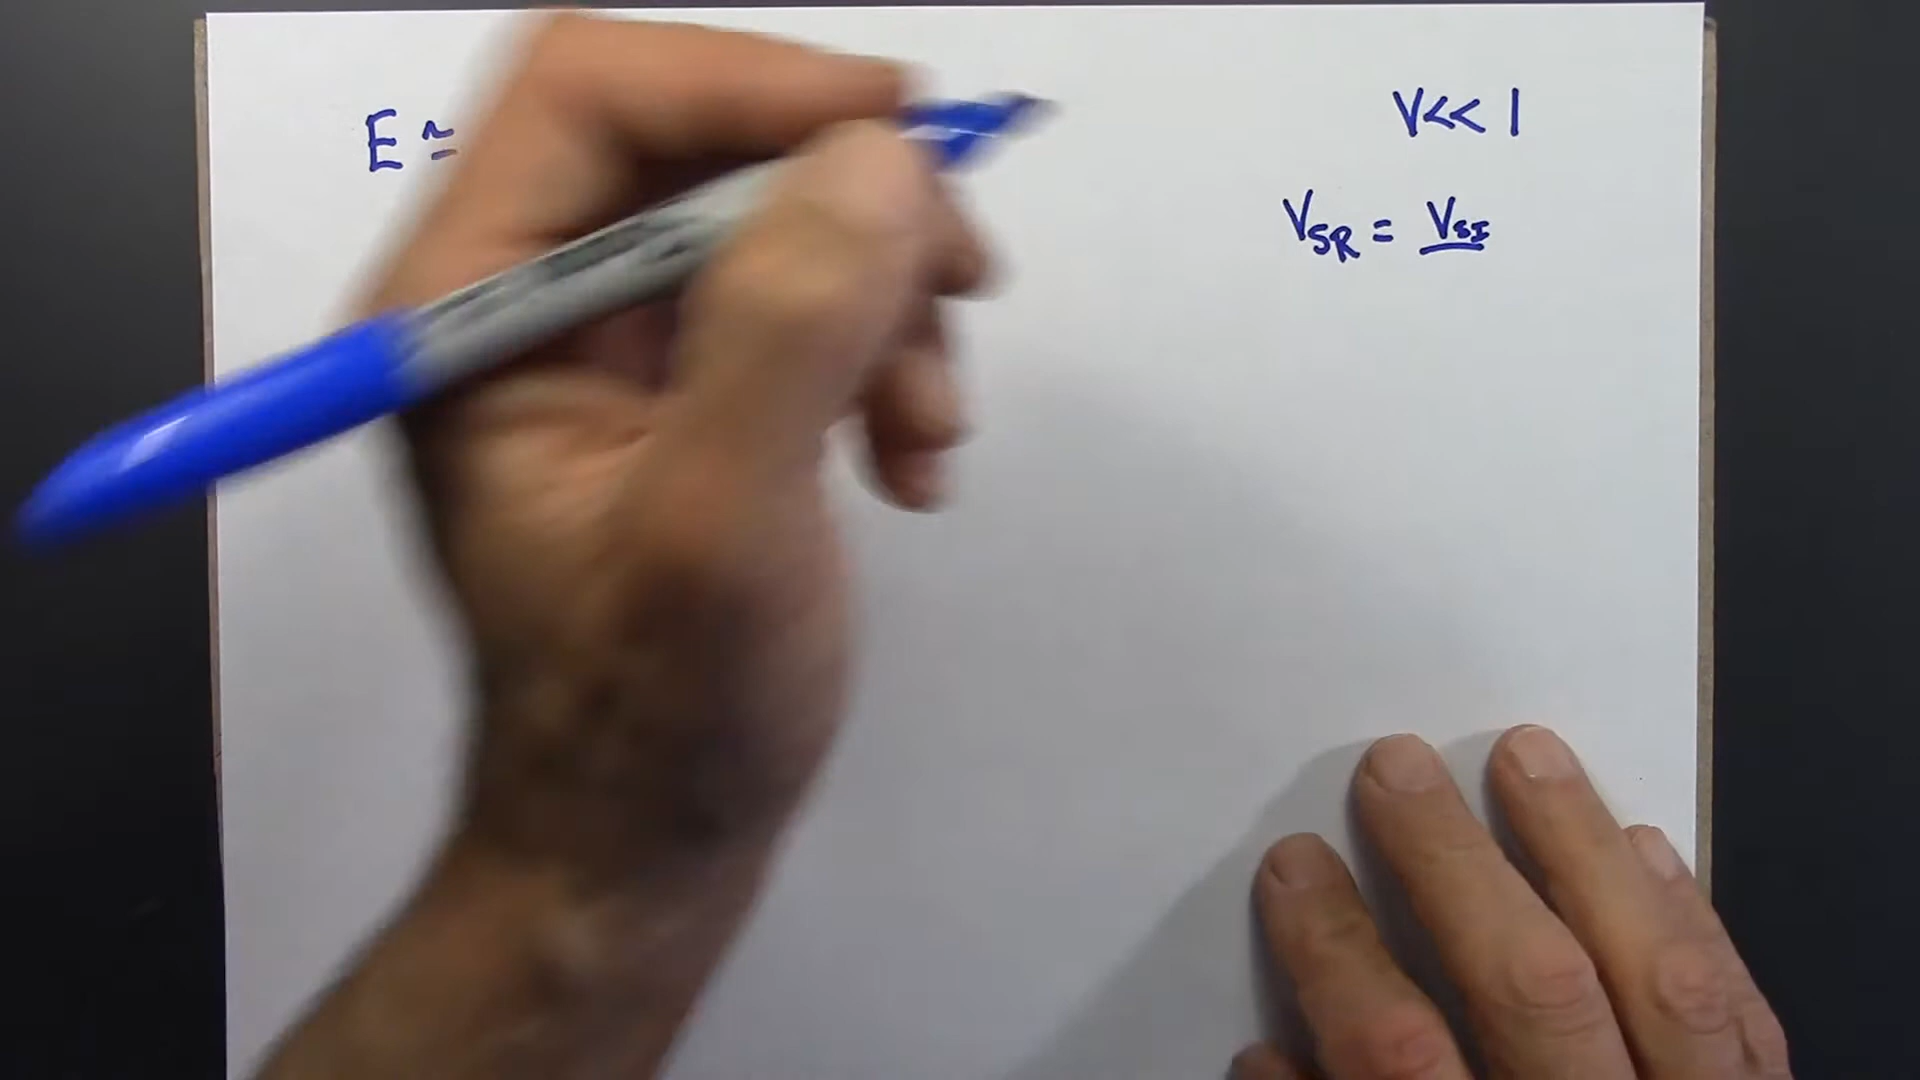 E ≃
V << 1
V_SR = V_SI